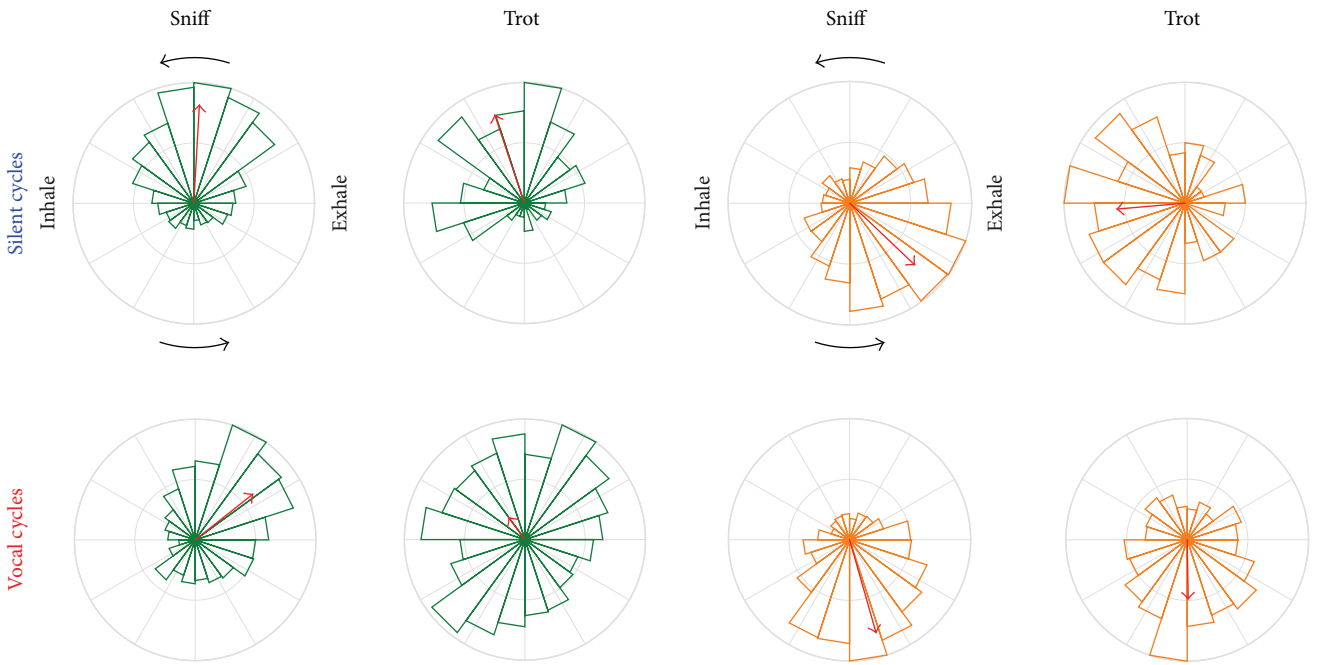 Sniff
Trot
Sniff
Trot
Silent cycles
Inhale
Exhale
Inhale
Exhale
Vocal cycles